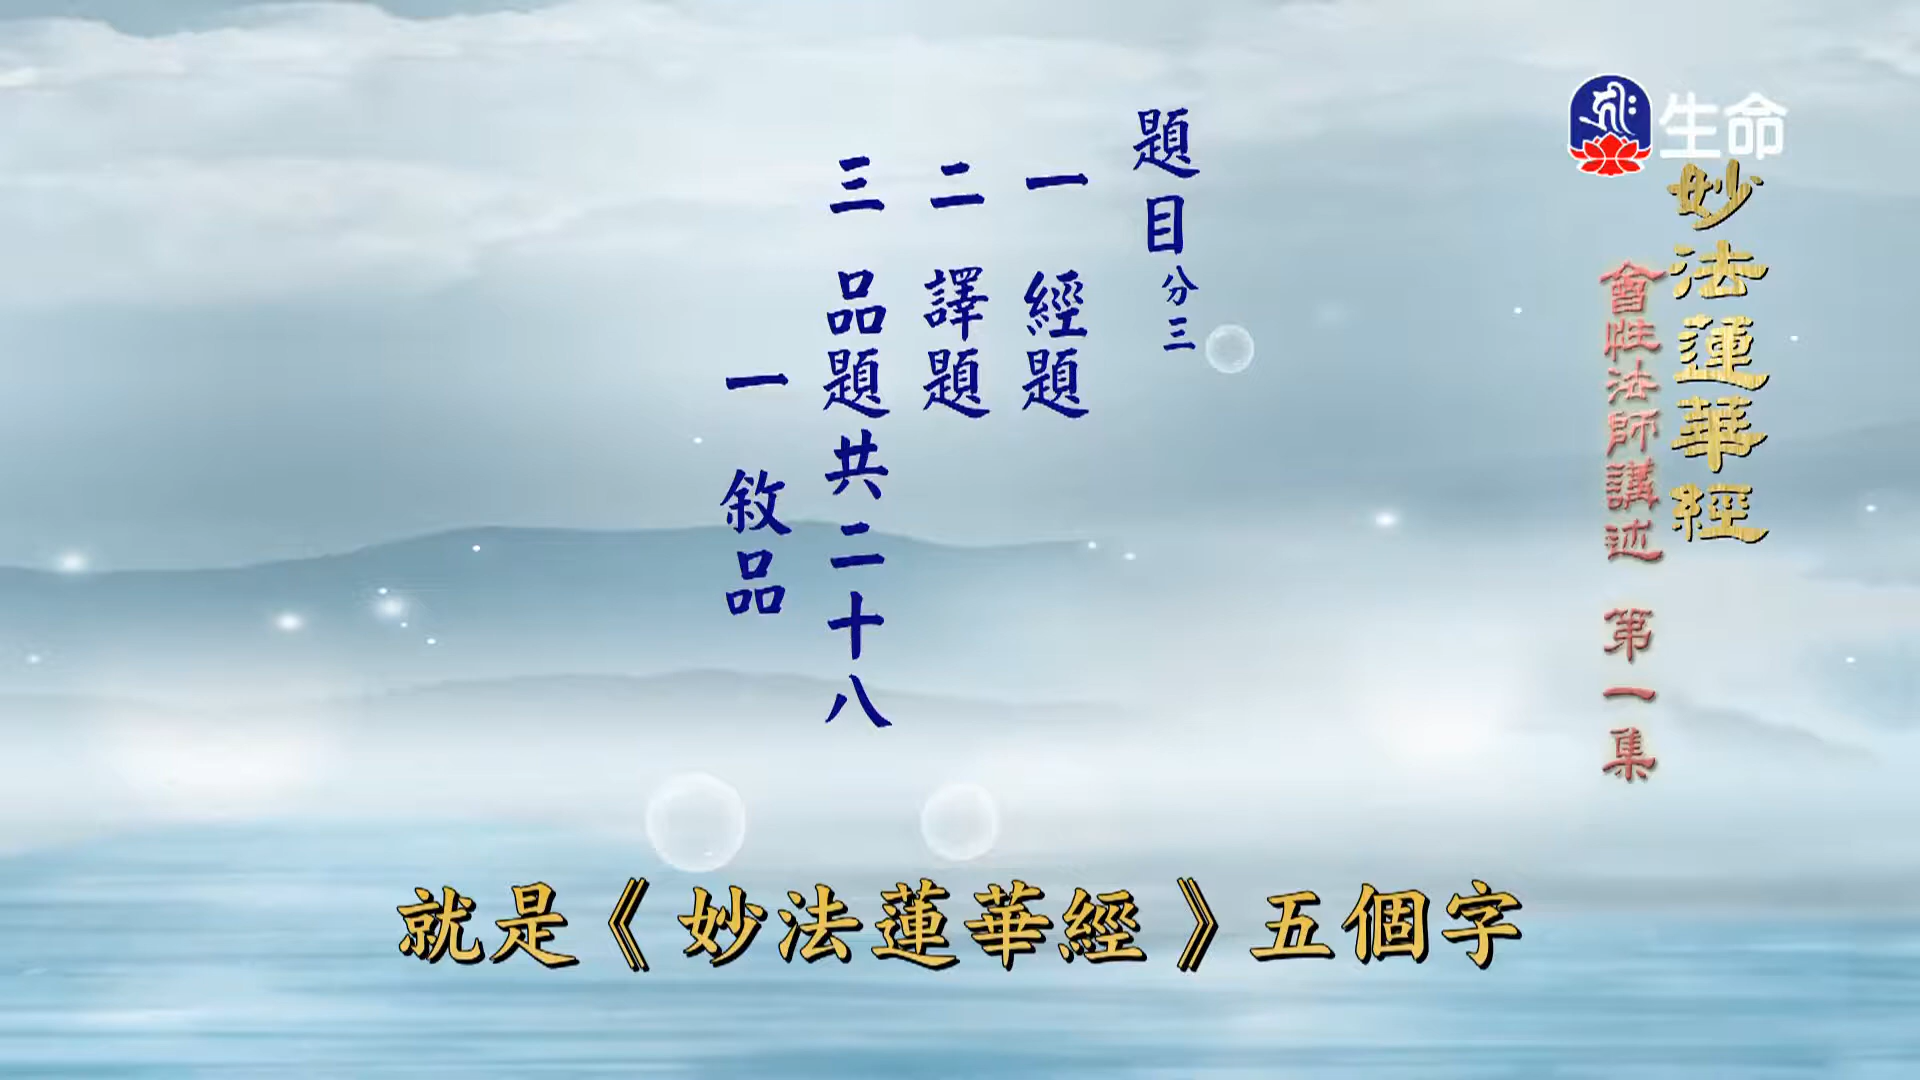 生命
妙法蓮華經
會性法師講述 第一集
題目分三
一 經題
二 譯題
三 品題共二十八
一 敘品
就是《妙法蓮華經》五個字